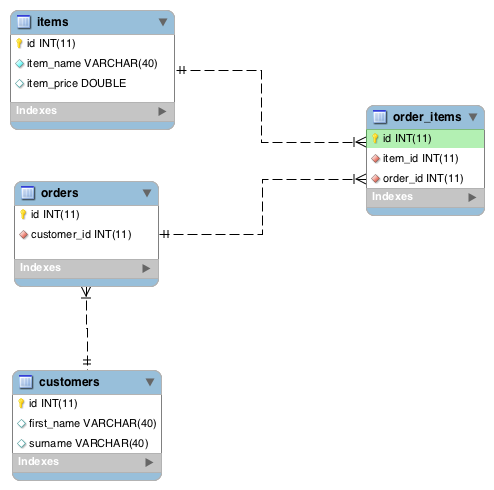 items
id INT(11)
item_name VARCHAR(40)
item_price DOUBLE
Indexes
order_items
id INT(11)
item_id INT(11)
order_id INT(11)
Indexes
orders
id INT(11)
customer_id INT(11)
Indexes
customers
id INT(11)
first_name VARCHAR(40)
surname VARCHAR(40)
Indexes